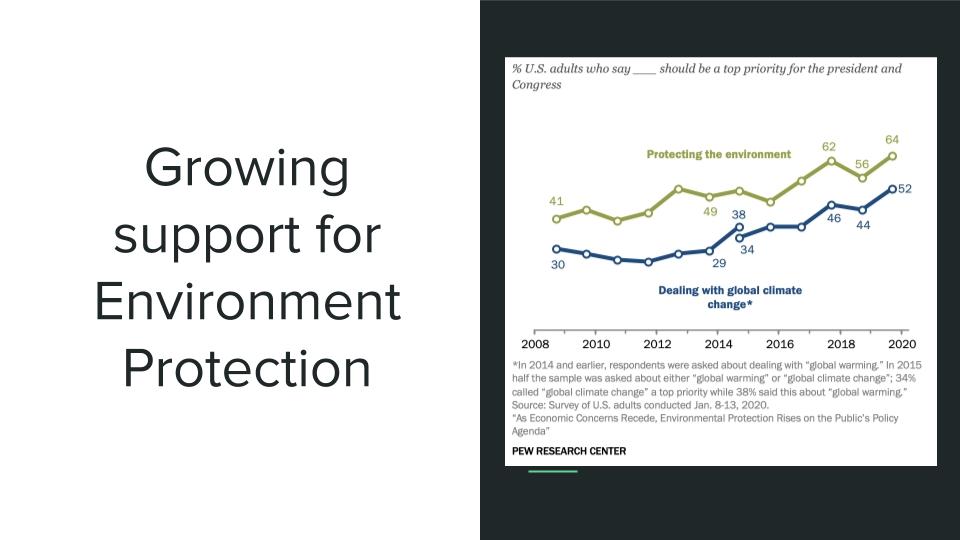 Growing
support for
Environment
Protection
% U.S. adults who say ___ should be a top priority for the president and
Congress
Protecting the environment
41
49
62
56
64
30
29
38
34
46
44
52
Dealing with global climate
change*
2008 2010 2012 2014 2016 2018 2020
*In 2014 and earlier, respondents were asked about dealing with “global warming.” In 2015
half the sample was asked about either “global warming” or “global climate change”; 34%
called “global climate change” a top priority while 38% said this about “global warming.”
Source: Survey of U.S. adults conducted Jan. 8-13, 2020.
“As Economic Concerns Recede, Environmental Protection Rises on the Public’s Policy
Agenda”
PEW RESEARCH CENTER